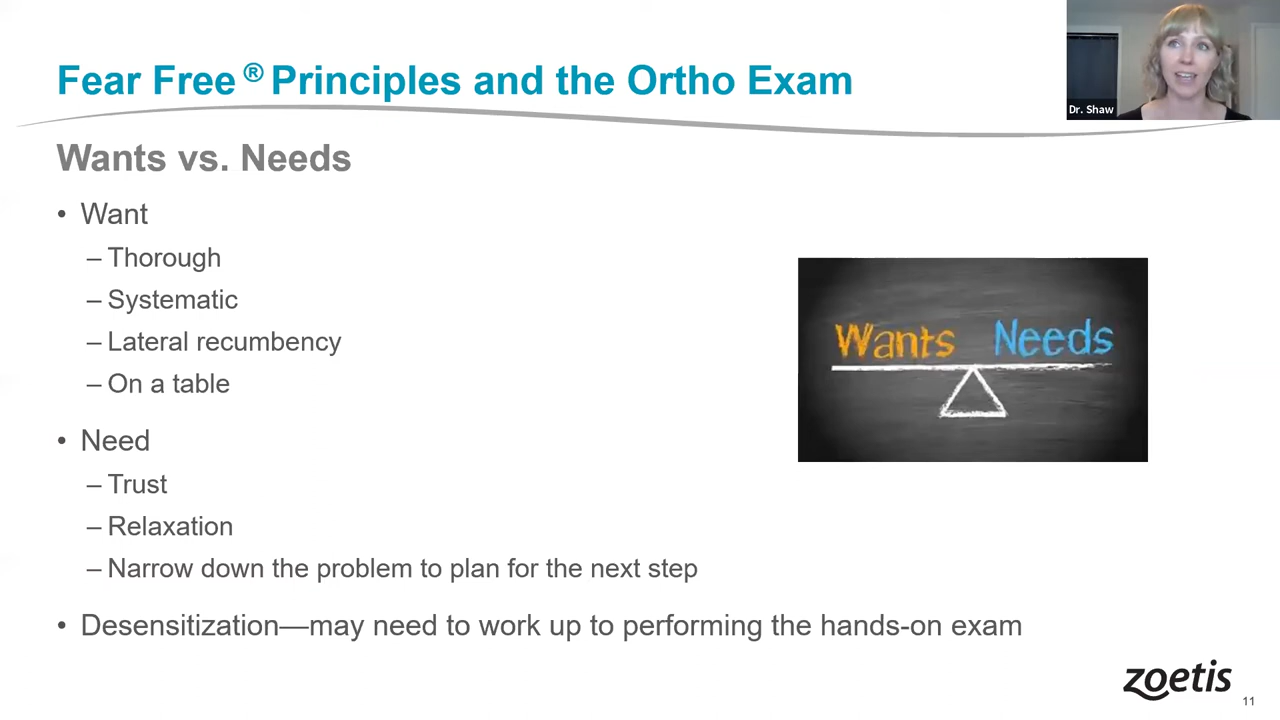 Fear Free® Principles and the Ortho Exam
Dr. Shaw
Wants vs. Needs
• Want
– Thorough
– Systematic
– Lateral recumbency
– On a table
• Need
– Trust
– Relaxation
– Narrow down the problem to plan for the next step
• Desensitization—may need to work up to performing the hands-on exam
Wants Needs
zoetis
11